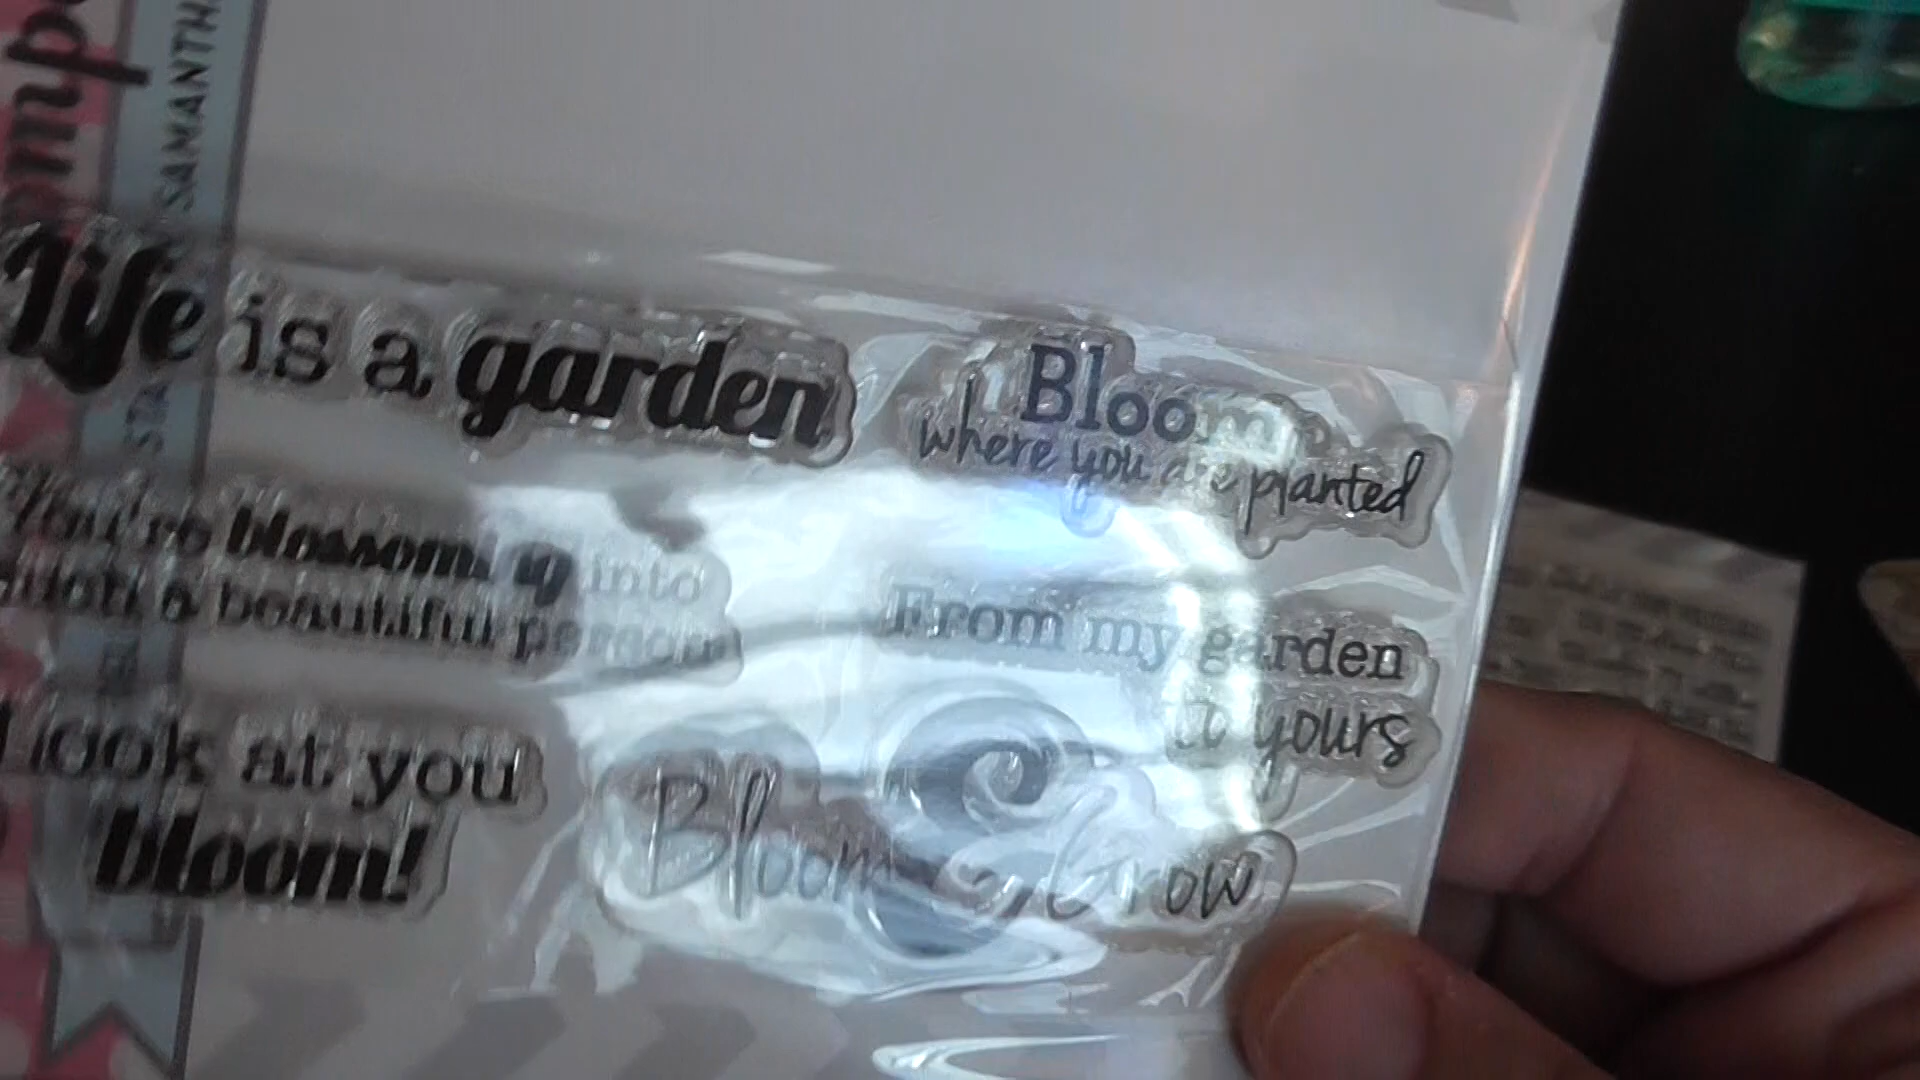 SAMANTHA
Life is a garden
Bloom
where you are planted
You're blossoming into
such a beautiful person
From my garden
to yours
look at you
bloom!
Bloom & Grow